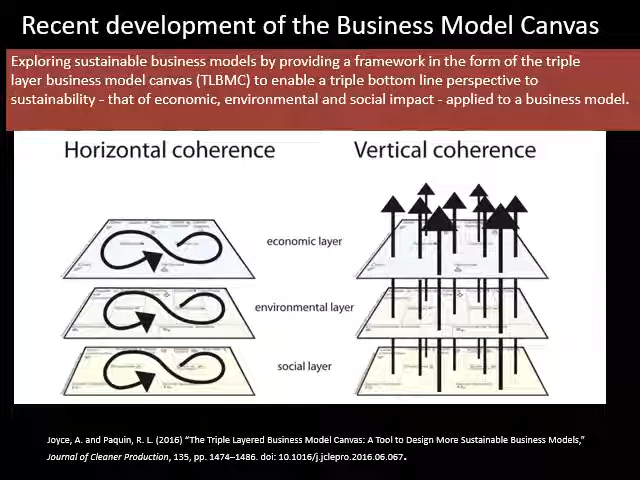 Recent development of the Business Model Canvas
Exploring sustainable business models by providing a framework in the form of the triple
layer business model canvas (TLBMC) to enable a triple bottom line perspective to
sustainability - that of economic, environmental and social impact - applied to a business model.
Horizontal coherence
Vertical coherence
economic layer
environmental layer
social layer
Joyce, A. and Paquin, R. L. (2016) “The Triple Layered Business Model Canvas: A Tool to Design More Sustainable Business Models,”
Journal of Cleaner Production, 135, pp. 1474–1486. doi: 10.1016/j.jclepro.2016.06.067.